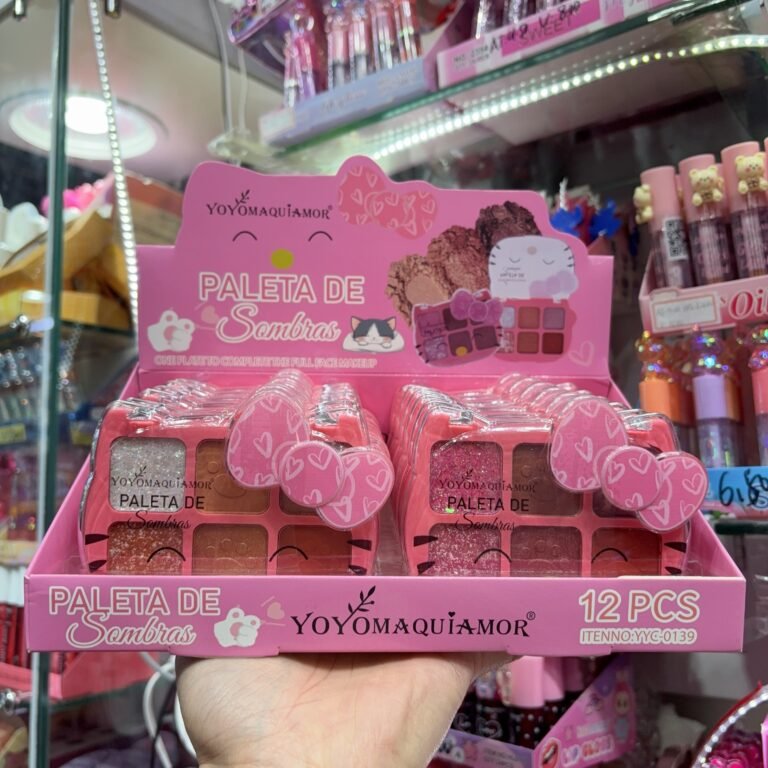 YOYOMAQUIAMOR®
PALETA DE
Sombras
ONE PLATE TO COMPLETE THE FULL FACE MAKEUP
YOYOMAQUIAMOR
PALETA DE
Sombras
YOYOMAQUIAMOR
PALETA DE
Sombras
PALETA DE
Sombras
YOYOMAQUIAMOR®
12 PCS
ITENNO:YYC-0139